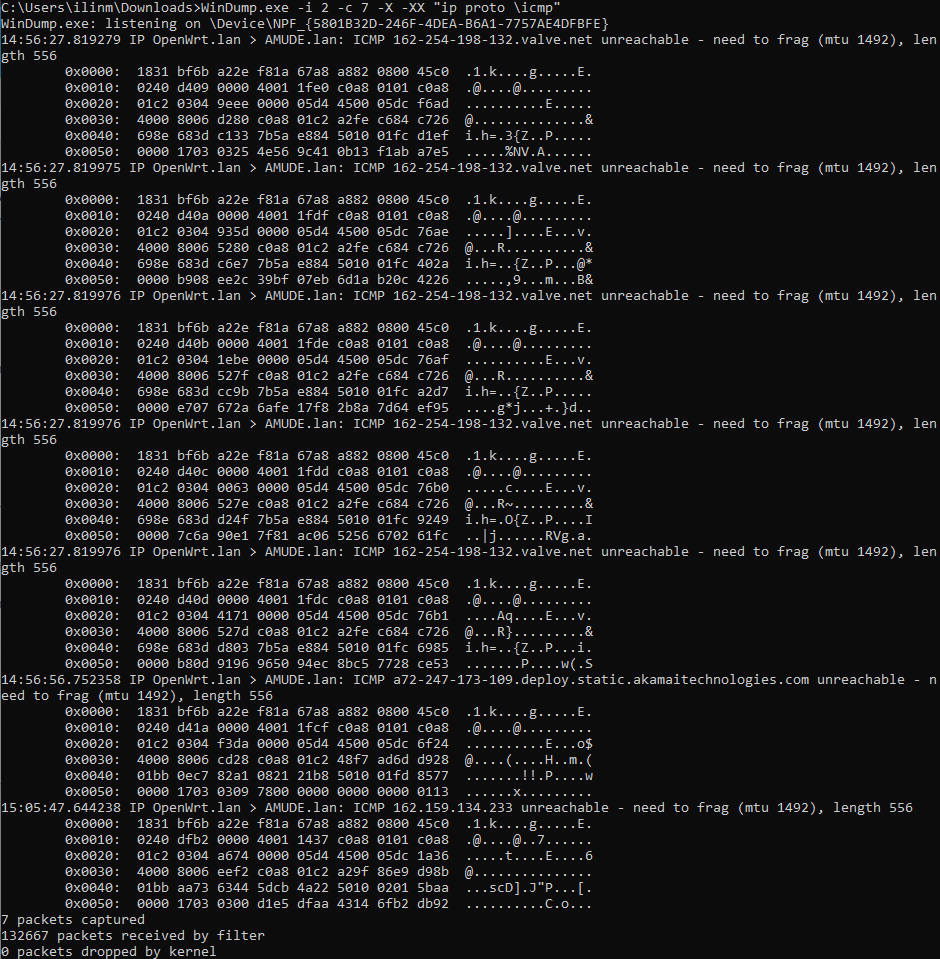 C:\Users\ilinm\Downloads>WinDump.exe -i 2 -c 7 -X -XX "ip proto \icmp"
WinDump.exe: listening on \Device\NPF_{5801B32D-246F-4DEA-B6A1-7757AE4DFBFE}
14:56:27.819279 IP OpenWrt.lan > AMUDE.lan: ICMP 162-254-198-132.valve.net unreachable - need to frag (mtu 1492), len
gth 556
        0x0000:  1831 bf6b a22e f81a 67a8 a882 0800 45c0  .1.k....g.....E.
        0x0010:  0240 d409 0000 4001 1fe0 c0a8 0101 c0a8  .@....@.........
        0x0020:  01c2 0304 9eee 0000 05d4 4500 05dc f6ad  ..........E.....
        0x0030:  4000 8006 d280 c0a8 01c2 a2fe c684 c726  @..............&
        0x0040:  698e 683d c133 7b5a e884 5010 01fc d1ef  i.h=.3{Z..P.....
        0x0050:  0000 1703 0325 4e56 9c41 0b13 f1ab a7e5  .....%NV.A......
14:56:27.819975 IP OpenWrt.lan > AMUDE.lan: ICMP 162-254-198-132.valve.net unreachable - need to frag (mtu 1492), len
gth 556
        0x0000:  1831 bf6b a22e f81a 67a8 a882 0800 45c0  .1.k....g.....E.
        0x0010:  0240 d40a 0000 4001 1fdf c0a8 0101 c0a8  .@....@.........
        0x0020:  01c2 0304 935d 0000 05d4 4500 05dc 76ae  .....]....E...v.
        0x0030:  4000 8006 5280 c0a8 01c2 a2fe c684 c726  @...R..........&
        0x0040:  698e 683d c6e7 7b5a e884 5010 01fc 402a  i.h=..{Z..P...@*
        0x0050:  0000 b908 ee2c 39bf 07eb 6d1a b20c 4226  .....,9...m...B&
14:56:27.819976 IP OpenWrt.lan > AMUDE.lan: ICMP 162-254-198-132.valve.net unreachable - need to frag (mtu 1492), len
gth 556
        0x0000:  1831 bf6b a22e f81a 67a8 a882 0800 45c0  .1.k....g.....E.
        0x0010:  0240 d40b 0000 4001 1fde c0a8 0101 c0a8  .@....@.........
        0x0020:  01c2 0304 1ebe 0000 05d4 4500 05dc 76af  ..........E...v.
        0x0030:  4000 8006 527f c0a8 01c2 a2fe c684 c726  @...R..........&
        0x0040:  698e 683d cc9b 7b5a e884 5010 01fc a2d7  i.h=..{Z..P.....
        0x0050:  0000 e707 672a 6afe 17f8 2b8a 7d64 ef95  ....g*j...+.}d..
14:56:27.819976 IP OpenWrt.lan > AMUDE.lan: ICMP 162-254-198-132.valve.net unreachable - need to frag (mtu 1492), len
gth 556
        0x0000:  1831 bf6b a22e f81a 67a8 a882 0800 45c0  .1.k....g.....E.
        0x0010:  0240 d40c 0000 4001 1fdd c0a8 0101 c0a8  .@....@.........
        0x0020:  01c2 0304 0063 0000 05d4 4500 05dc 76b0  .....c....E...v.
        0x0030:  4000 8006 527e c0a8 01c2 a2fe c684 c726  @...R~.........&
        0x0040:  698e 683d d24f 7b5a e884 5010 01fc 9249  i.h=.O{Z..P....I
        0x0050:  0000 7c6a 90e1 7f81 ac06 5256 6702 61fc  ..|j......RVg.a.
14:56:27.819976 IP OpenWrt.lan > AMUDE.lan: ICMP 162-254-198-132.valve.net unreachable - need to frag (mtu 1492), len
gth 556
        0x0000:  1831 bf6b a22e f81a 67a8 a882 0800 45c0  .1.k....g.....E.
        0x0010:  0240 d40d 0000 4001 1fdc c0a8 0101 c0a8  .@....@.........
        0x0020:  01c2 0304 4171 0000 05d4 4500 05dc 76b1  ....Aq....E...v.
        0x0030:  4000 8006 527d c0a8 01c2 a2fe c684 c726  @...R}.........&
        0x0040:  698e 683d d803 7b5a e884 5010 01fc 6985  i.h=..{Z..P...i.
        0x0050:  0000 b80d 9196 9650 94ec 8bc5 7728 ce53  .......P....w(.S
14:56:56.752358 IP OpenWrt.lan > AMUDE.lan: ICMP a72-247-173-109.deploy.static.akamaitechnologies.com unreachable - n
eed to frag (mtu 1492), length 556
        0x0000:  1831 bf6b a22e f81a 67a8 a882 0800 45c0  .1.k....g.....E.
        0x0010:  0240 d41a 0000 4001 1fcf c0a8 0101 c0a8  .@....@.........
        0x0020:  01c2 0304 f3da 0000 05d4 4500 05dc 6f24  ..........E...o$
        0x0030:  4000 8006 cd28 c0a8 01c2 48f7 ad6d d928  @....(....H..m.(
        0x0040:  01bb 0ec7 82a1 0821 21b8 5010 01fd 8577  .......!!.P....w
        0x0050:  0000 1703 0309 7800 0000 0000 0000 0113  ......x.........
15:05:47.644238 IP OpenWrt.lan > AMUDE.lan: ICMP 162.159.134.233 unreachable - need to frag (mtu 1492), length 556
        0x0000:  1831 bf6b a22e f81a 67a8 a882 0800 45c0  .1.k....g.....E.
        0x0010:  0240 dfb2 0000 4001 1437 c0a8 0101 c0a8  .@....@..7......
        0x0020:  01c2 0304 a674 0000 05d4 4500 05dc 1a36  .....t....E....6
        0x0030:  4000 8006 eef2 c0a8 01c2 a29f 86e9 d98b  @...............
        0x0040:  01bb aa73 6344 5dcb 4a22 5010 0201 5baa  ...scD].J"P...[.
        0x0050:  0000 1703 0300 d1e5 dfaa 4314 6fb2 db92  ..........C.o...
7 packets captured
132667 packets received by filter
0 packets dropped by kernel